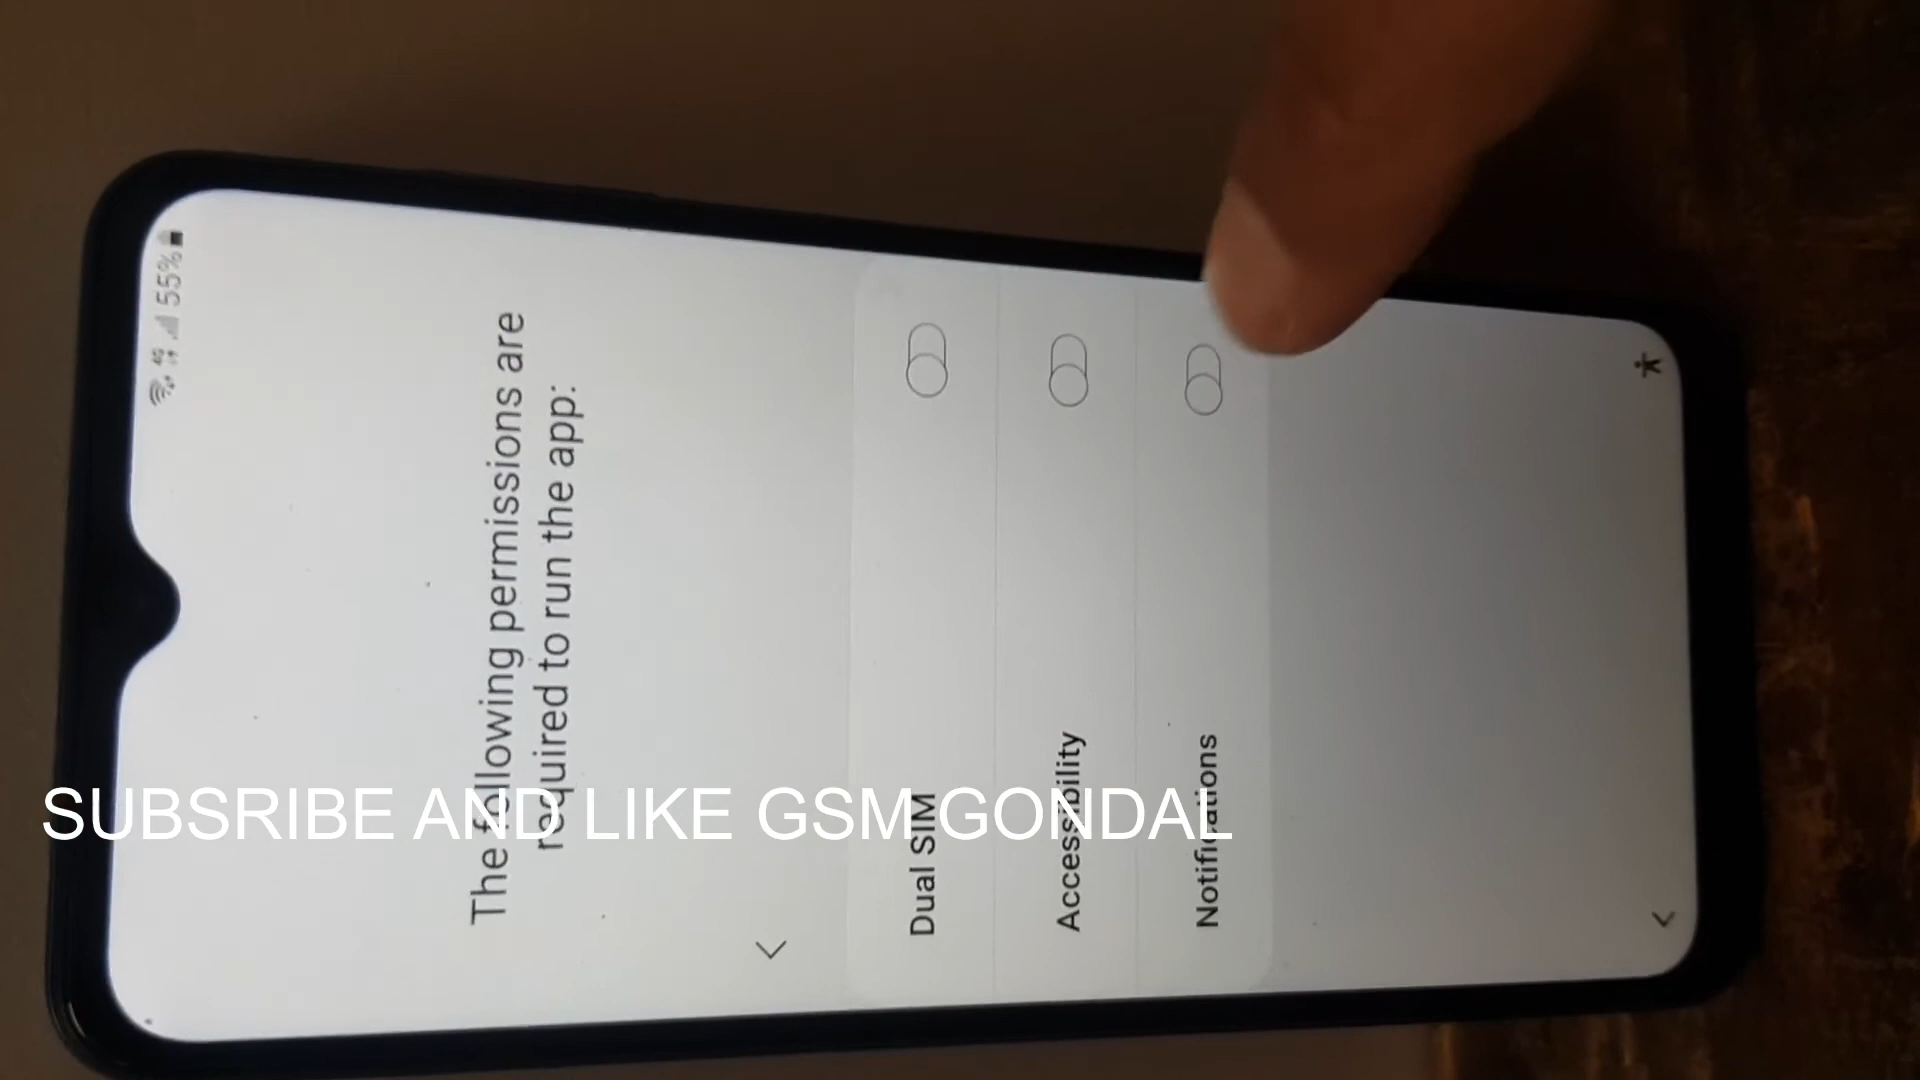 4G
55%
The following permissions are
required to run the app:
Dual SIM
Accessibility
Notifications
SUBSRIBE AND LIKE GSM GONDAL